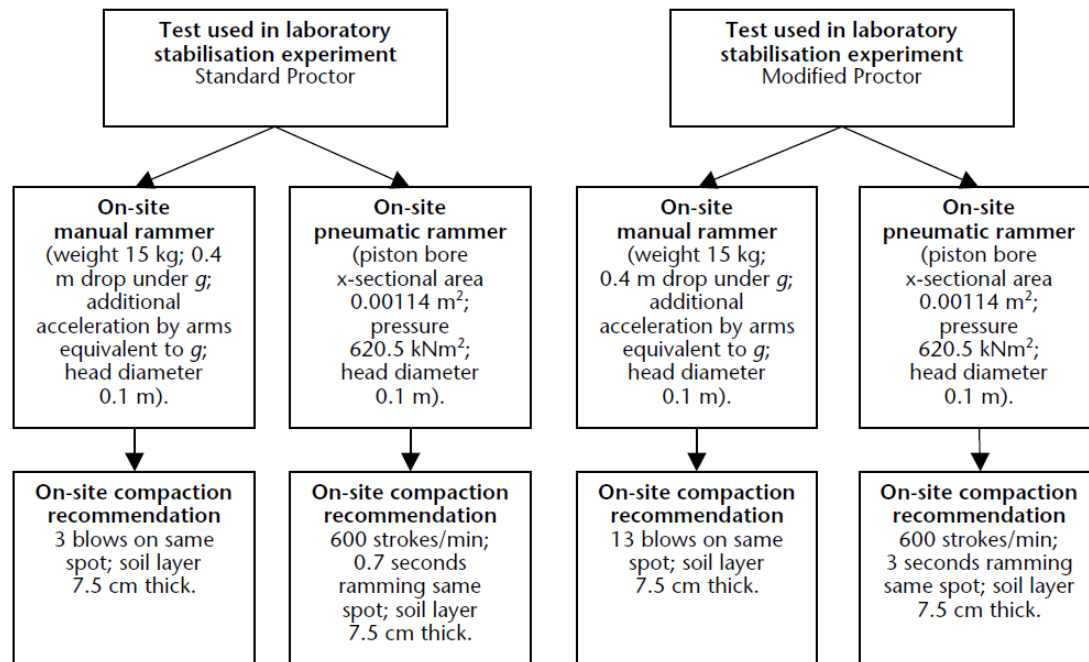 Test used in laboratory
stabilisation experiment
Standard Proctor
Test used in laboratory
stabilisation experiment
Modified Proctor
On-site
manual rammer
(weight 15 kg; 0.4
m drop under g;
additional
acceleration by arms
equivalent to g;
head diameter
0.1 m).
On-site
pneumatic rammer
(piston bore
x-sectional area
0.00114 m²;
pressure
620.5 kNm²;
head diameter
0.1 m).
On-site
manual rammer
(weight 15 kg;
0.4 m drop under g;
additional
acceleration by arms
equivalent to g;
head diameter
0.1 m).
On-site
pneumatic rammer
(piston bore
x-sectional area
0.00114 m²;
pressure
620.5 kNm²;
head diameter
0.1 m).
On-site compaction
recommendation
3 blows on same
spot; soil layer
7.5 cm thick.
On-site compaction
recommendation
600 strokes/min;
0.7 seconds
ramming same
spot; soil layer
7.5 cm thick.
On-site compaction
recommendation
13 blows on same
spot; soil layer
7.5 cm thick.
On-site compaction
recommendation
600 strokes/min;
3 seconds ramming
same spot; soil layer
7.5 cm thick.